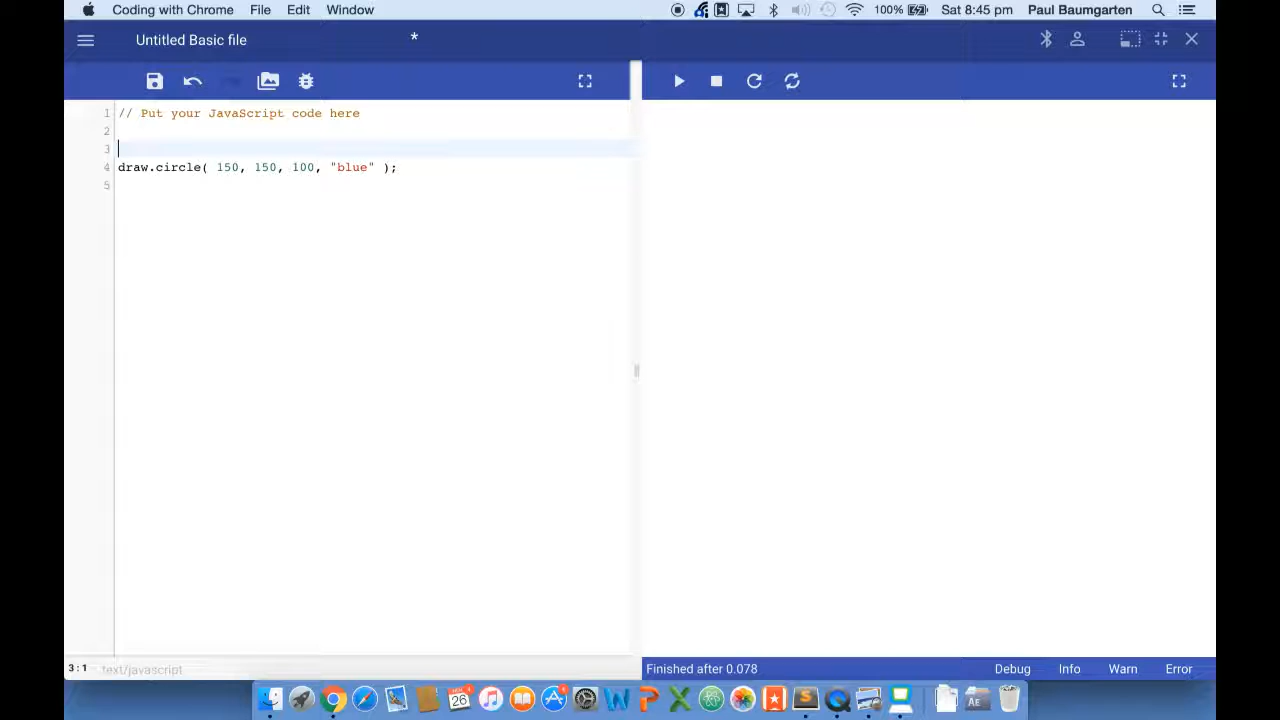 Coding with Chrome File Edit Window 100% Sat 8:45 pm Paul Baumgarten
Untitled Basic file *
1 // Put your JavaScript code here
2
3
4 draw.circle( 150, 150, 100, "blue" );
5
3:1 text/javascript
Finished after 0.078 Debug Info Warn Error
26